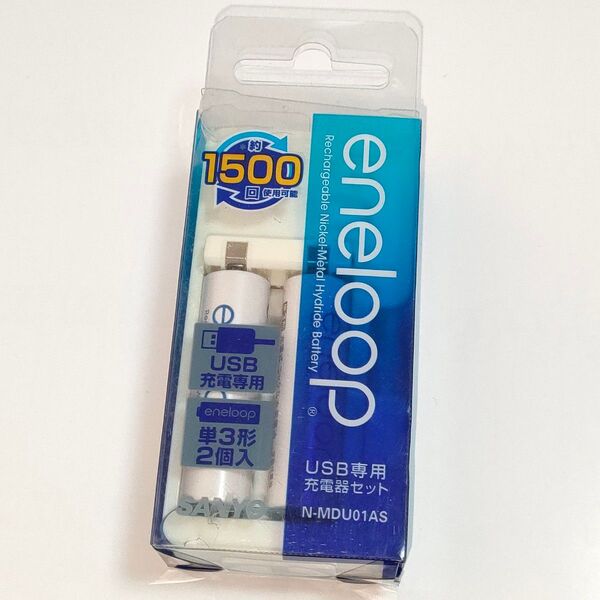 約
1500
回 使用可能
eneloop
Rechargeable Nickel-Metal Hydride Battery
®
USB
充電専用
eneloop
単3形
2個入
SANYO
USB専用
充電器セット
N-MDU01AS